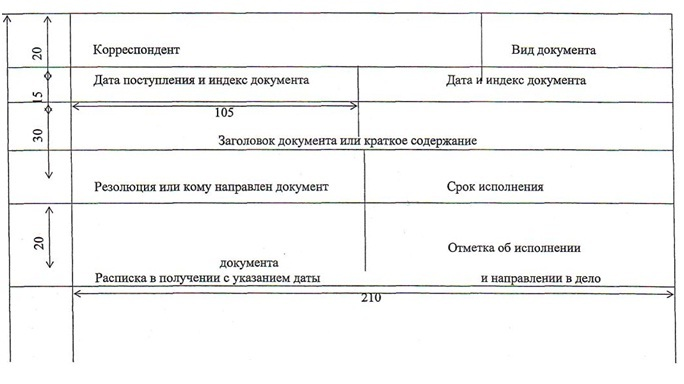 20
Корреспондент
Вид документа
15
Дата поступления и индекс документа
Дата и индекс документа
105
30
Заголовок документа или краткое содержание
Резолюция или кому направлен документ
Срок исполнения
20
документа
Расписка в получении с указанием даты
Отметка об исполнении
и направлении в дело
210